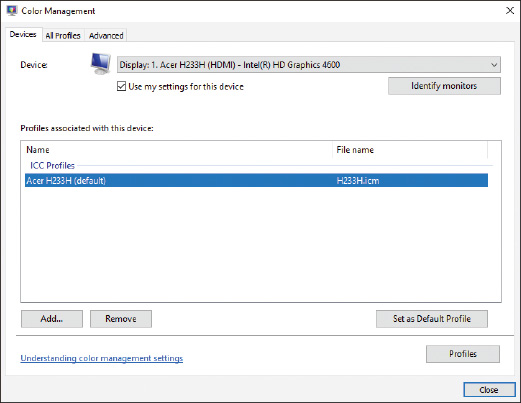 Color Management
Devices All Profiles Advanced
Device: Display: 1. Acer H233H (HDMI) - Intel(R) HD Graphics 4600
Use my settings for this device
Identify monitors
Profiles associated with this device:
Name File name
ICC Profiles
Acer H233H (default) H233H.icm
Add... Remove Set as Default Profile
Understanding color management settings
Profiles
Close